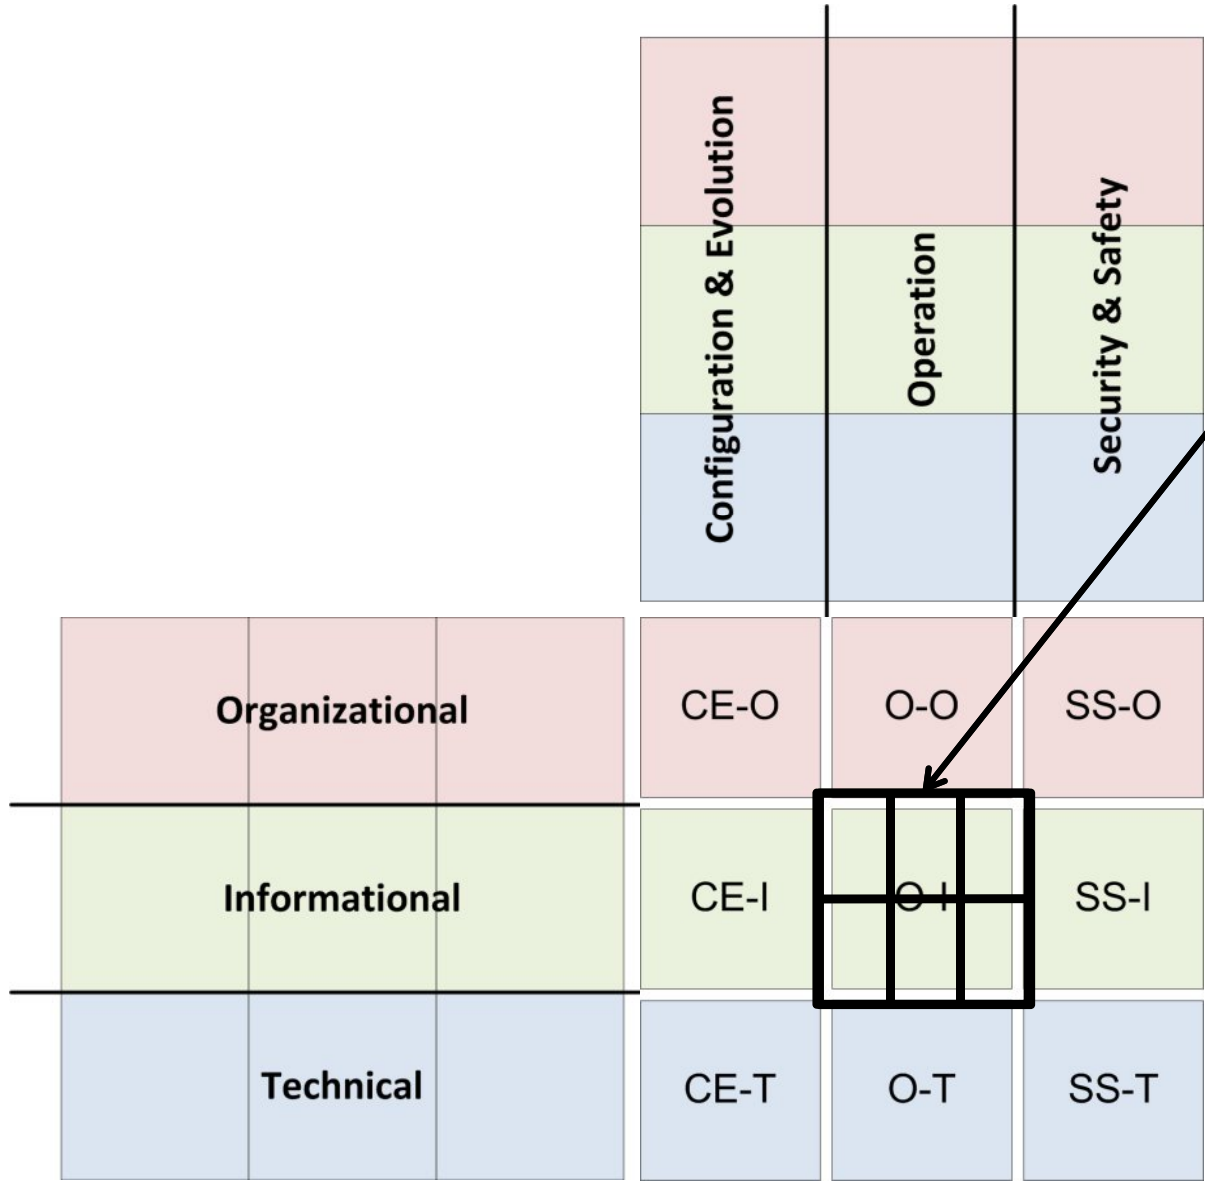 Configuration & Evolution
Operation
Security & Safety
Organizational
CE-O
O-O
SS-O
Informational
CE-I
O-I
SS-I
Technical
CE-T
O-T
SS-T